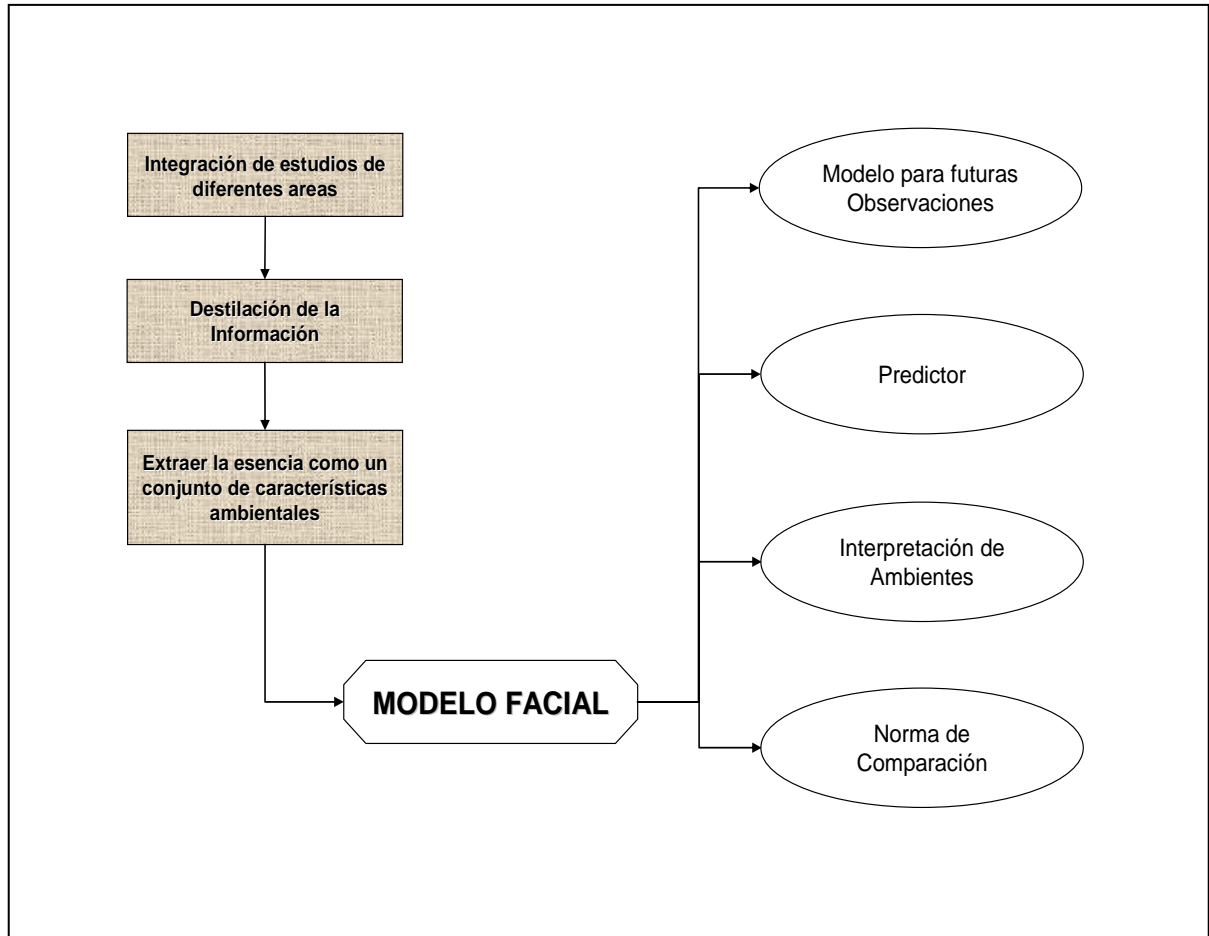 Integración de estudios de
diferentes areas
Destilación de la
Información
Extraer la esencia como un
conjunto de características
ambientales
MODELO FACIAL
Modelo para futuras
Observaciones
Predictor
Interpretación de
Ambientes
Norma de
Comparación